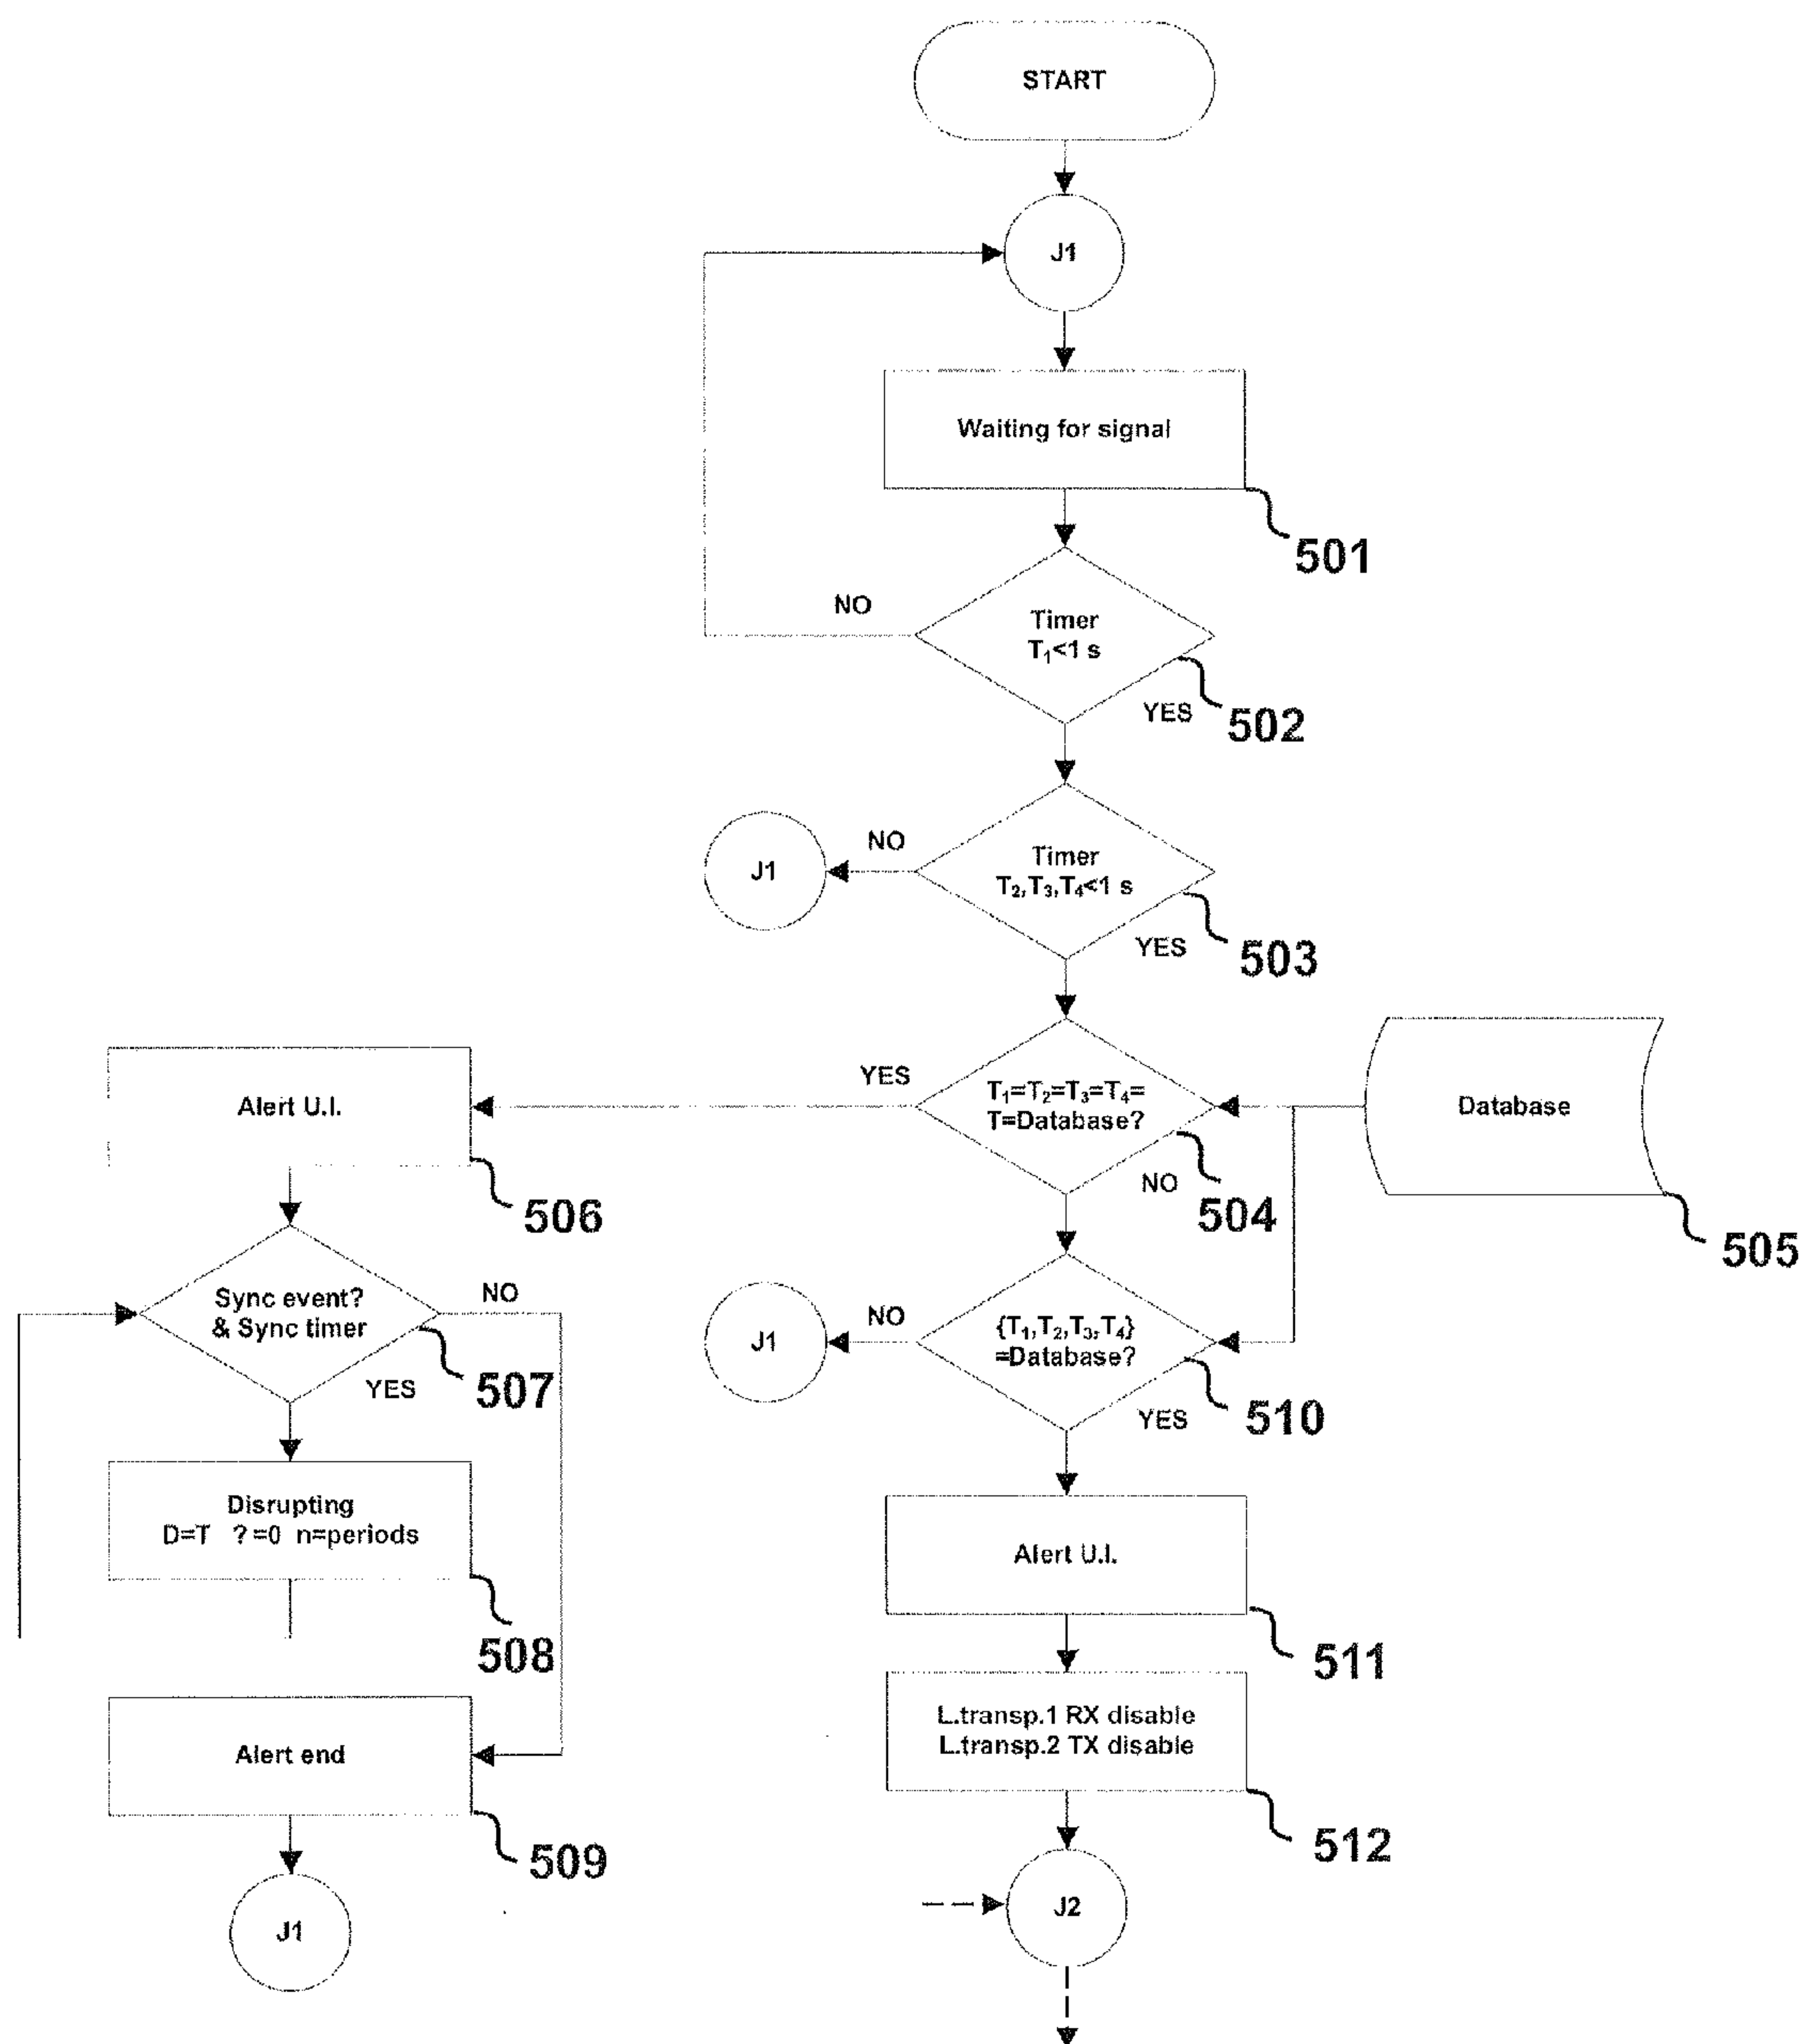 START
J1
Waiting for signal
501
NO
Timer
T₁<1 s
YES
502
J1
NO
Timer
T₂,T₃,T₄<1 s
YES
503
Alert U.I.
506
YES
T₁=T₂=T₃=T₄=
T=Database?
NO
504
Database
505
Sync event?
& Sync timer
NO
YES
507
J1
NO
{T₁,T₂,T₃,T₄}
=Database?
YES
510
Disrupting
D=T ?=0 n=periods
508
Alert U.I.
511
Alert end
509
L.transp.1 RX disable
L.transp.2 TX disable
512
J1
J2